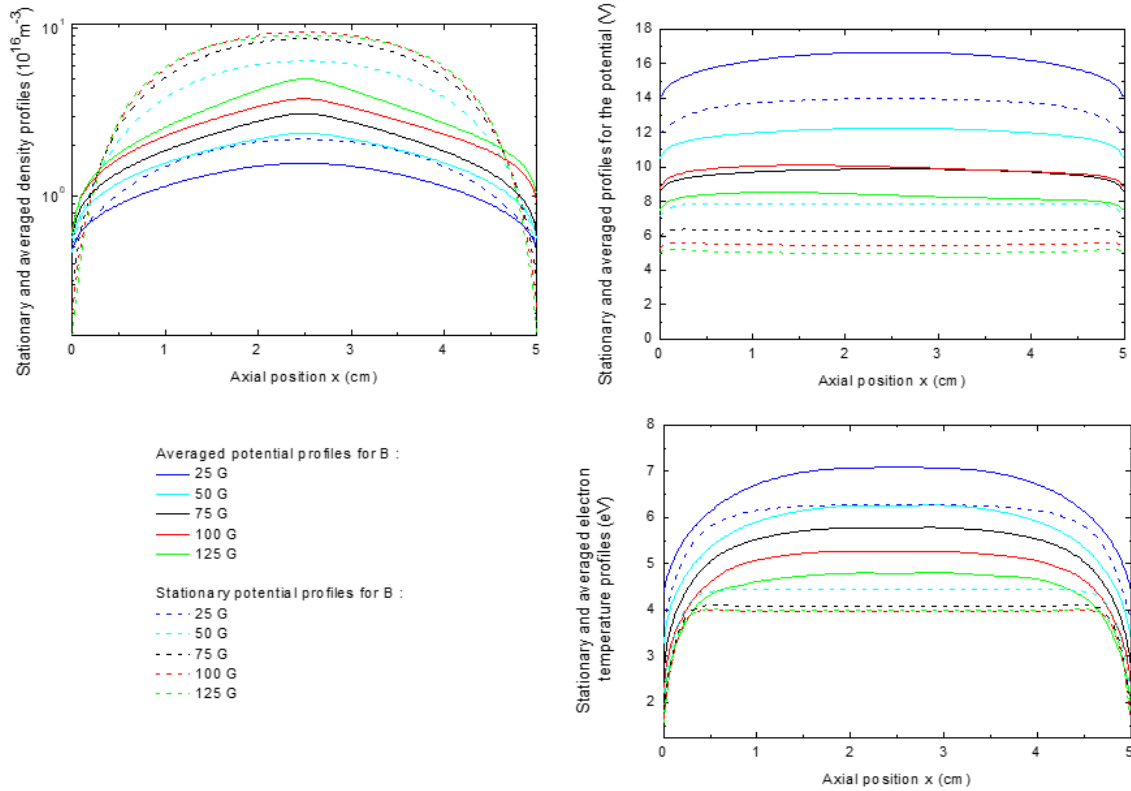 Stationary and averaged density profiles (10^16m-3)
10^1
10^0
0 1 2 3 4 5
Axial position x (cm)
Stationary and averaged profiles for the potential (V)
18
16
14
12
10
8
6
4
2
0
0 1 2 3 4 5
Axial position x (cm)
Averaged potential profiles for B :
25 G
50 G
75 G
100 G
125 G
Stationary potential profiles for B :
25 G
50 G
75 G
100 G
125 G
Stationary and averaged electron
temperature profiles (eV)
8
7
6
5
4
3
2
0 1 2 3 4 5
Axial position x (cm)